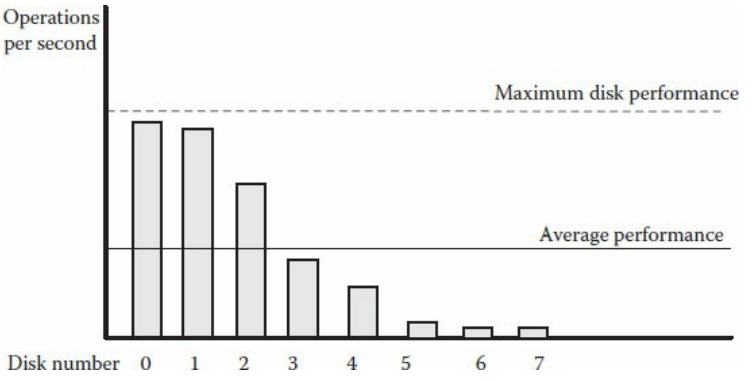 Operations
per second
Maximum disk performance
Average performance
Disk number 0 1 2 3 4 5 6 7